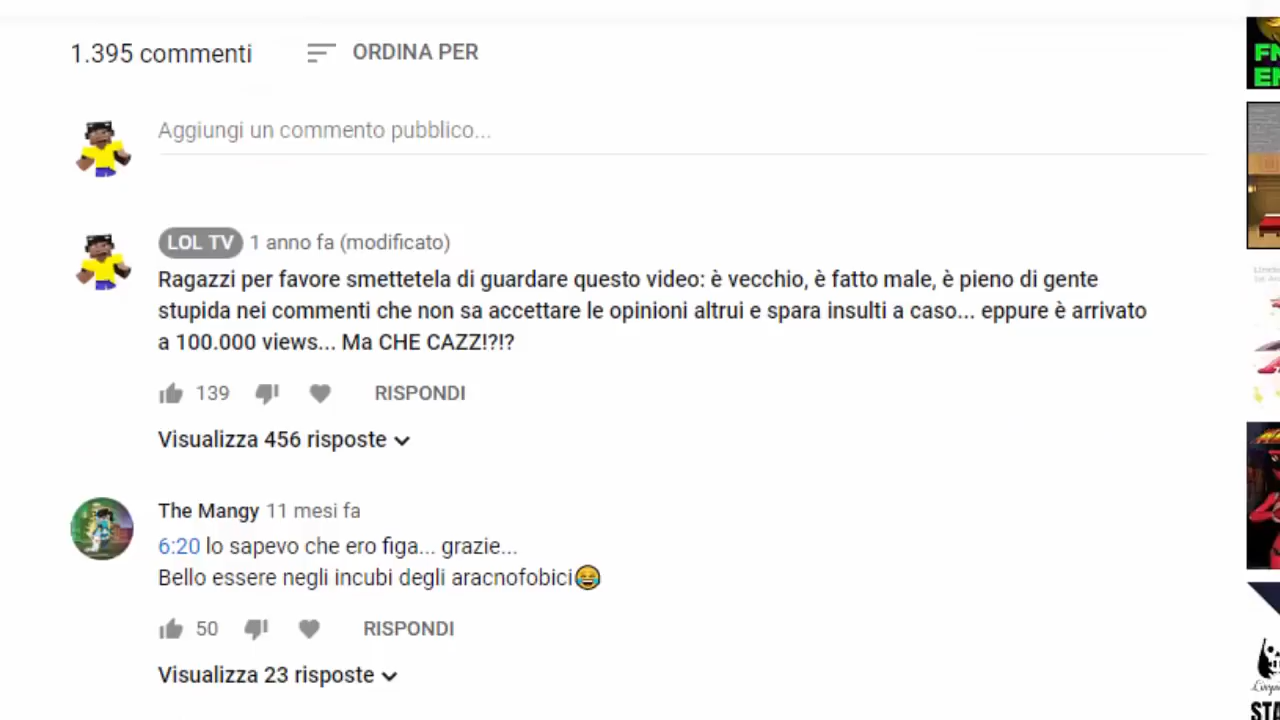 1.395 commenti
ORDINA PER
Aggiungi un commento pubblico...
LOL TV 1 anno fa (modificato)
Ragazzi per favore smettetela di guardare questo video: è vecchio, è fatto male, è pieno di gente
stupida nei commenti che non sa accettare le opinioni altrui e spara insulti a caso... eppure è arrivato
a 100.000 views... Ma CHE CAZZ!?!?
139 RISPONDI
Visualizza 456 risposte
The Mangy 11 mesi fa
6:20 lo sapevo che ero figa... grazie...
Bello essere negli incubi degli aracnofobici😂
50 RISPONDI
Visualizza 23 risposte